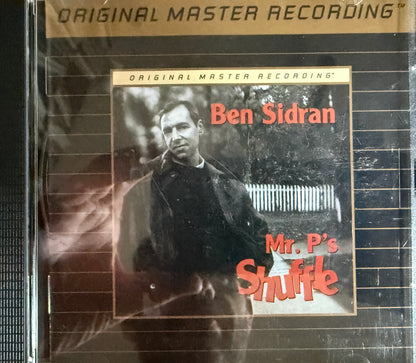 ORIGINAL MASTER RECORDING™
ORIGINAL MASTER RECORDING™
Ben Sidran
Mr. P's
Shuffle